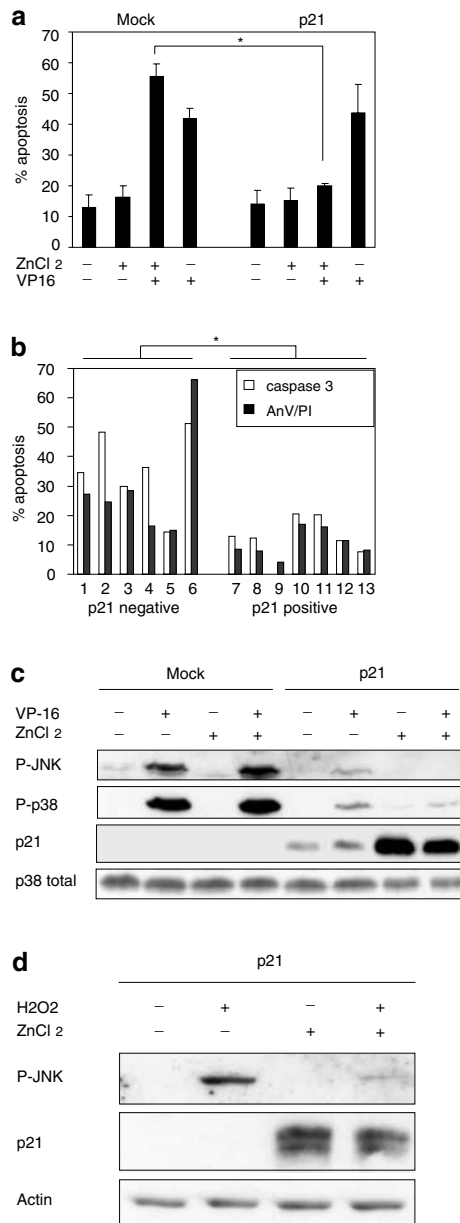 a
Mock p21
*
70
60
50
40
30
20
10
0
% apoptosis
ZnCl 2 – + + – – + + –
VP16 – – + + – – + +
b
*
70
60
50
40
30
20
10
0
% apoptosis
caspase 3
AnV/PI
1 2 3 4 5 6 7 8 9 10 11 12 13
p21 negative p21 positive
c
Mock p21
VP-16 – + – + – + – +
ZnCl 2 – – + + – – + +
P-JNK
P-p38
p21
p38 total
d
p21
H2O2 – + – +
ZnCl 2 – – + +
P-JNK
p21
Actin